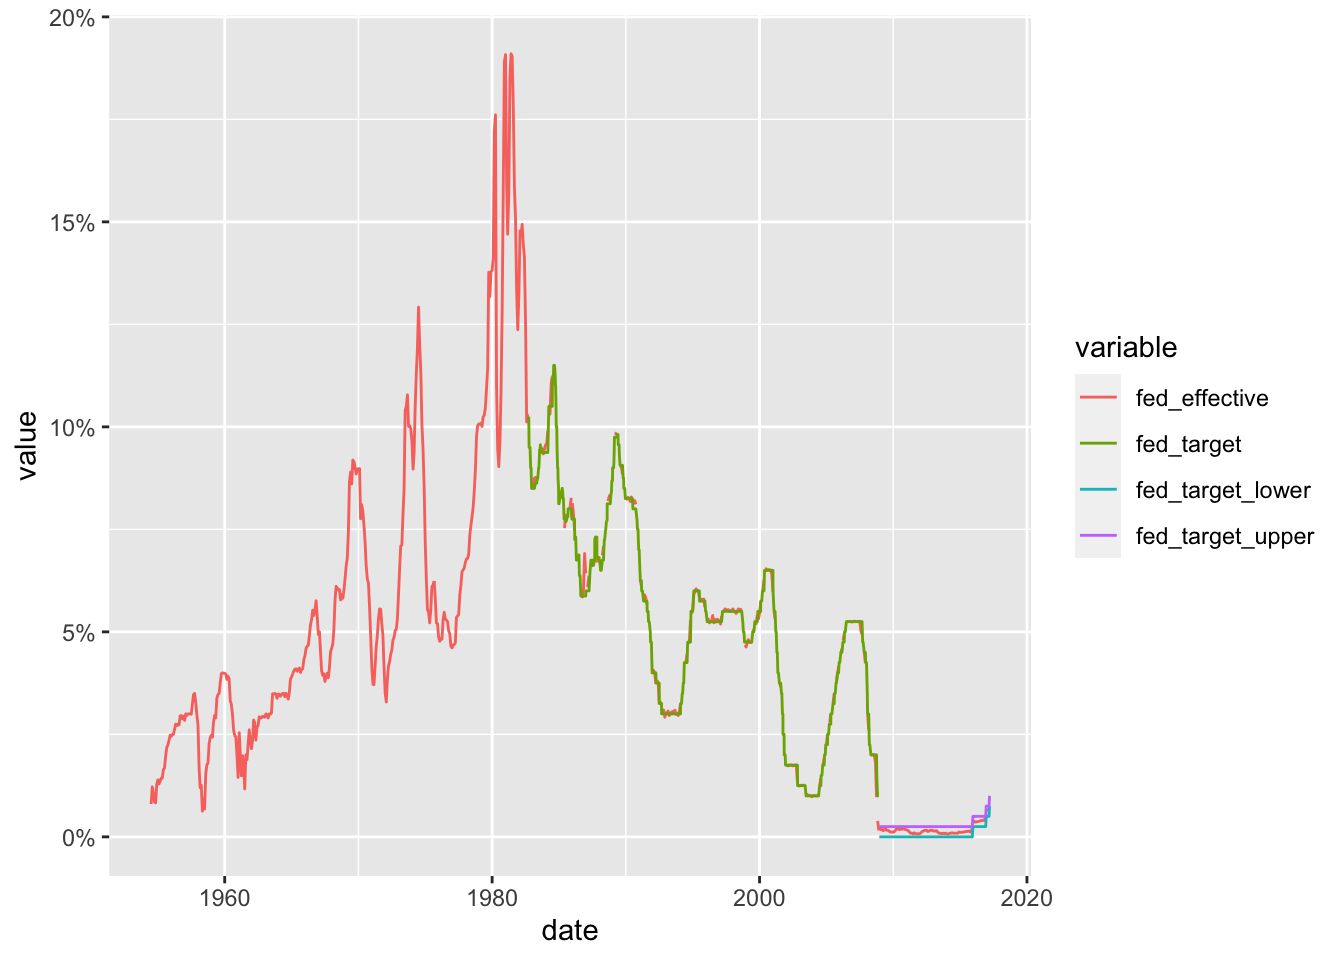 20%
15%
10%
5%
0%
value
1960
1980
2000
2020
date
variable
fed_effective
fed_target
fed_target_lower
fed_target_upper